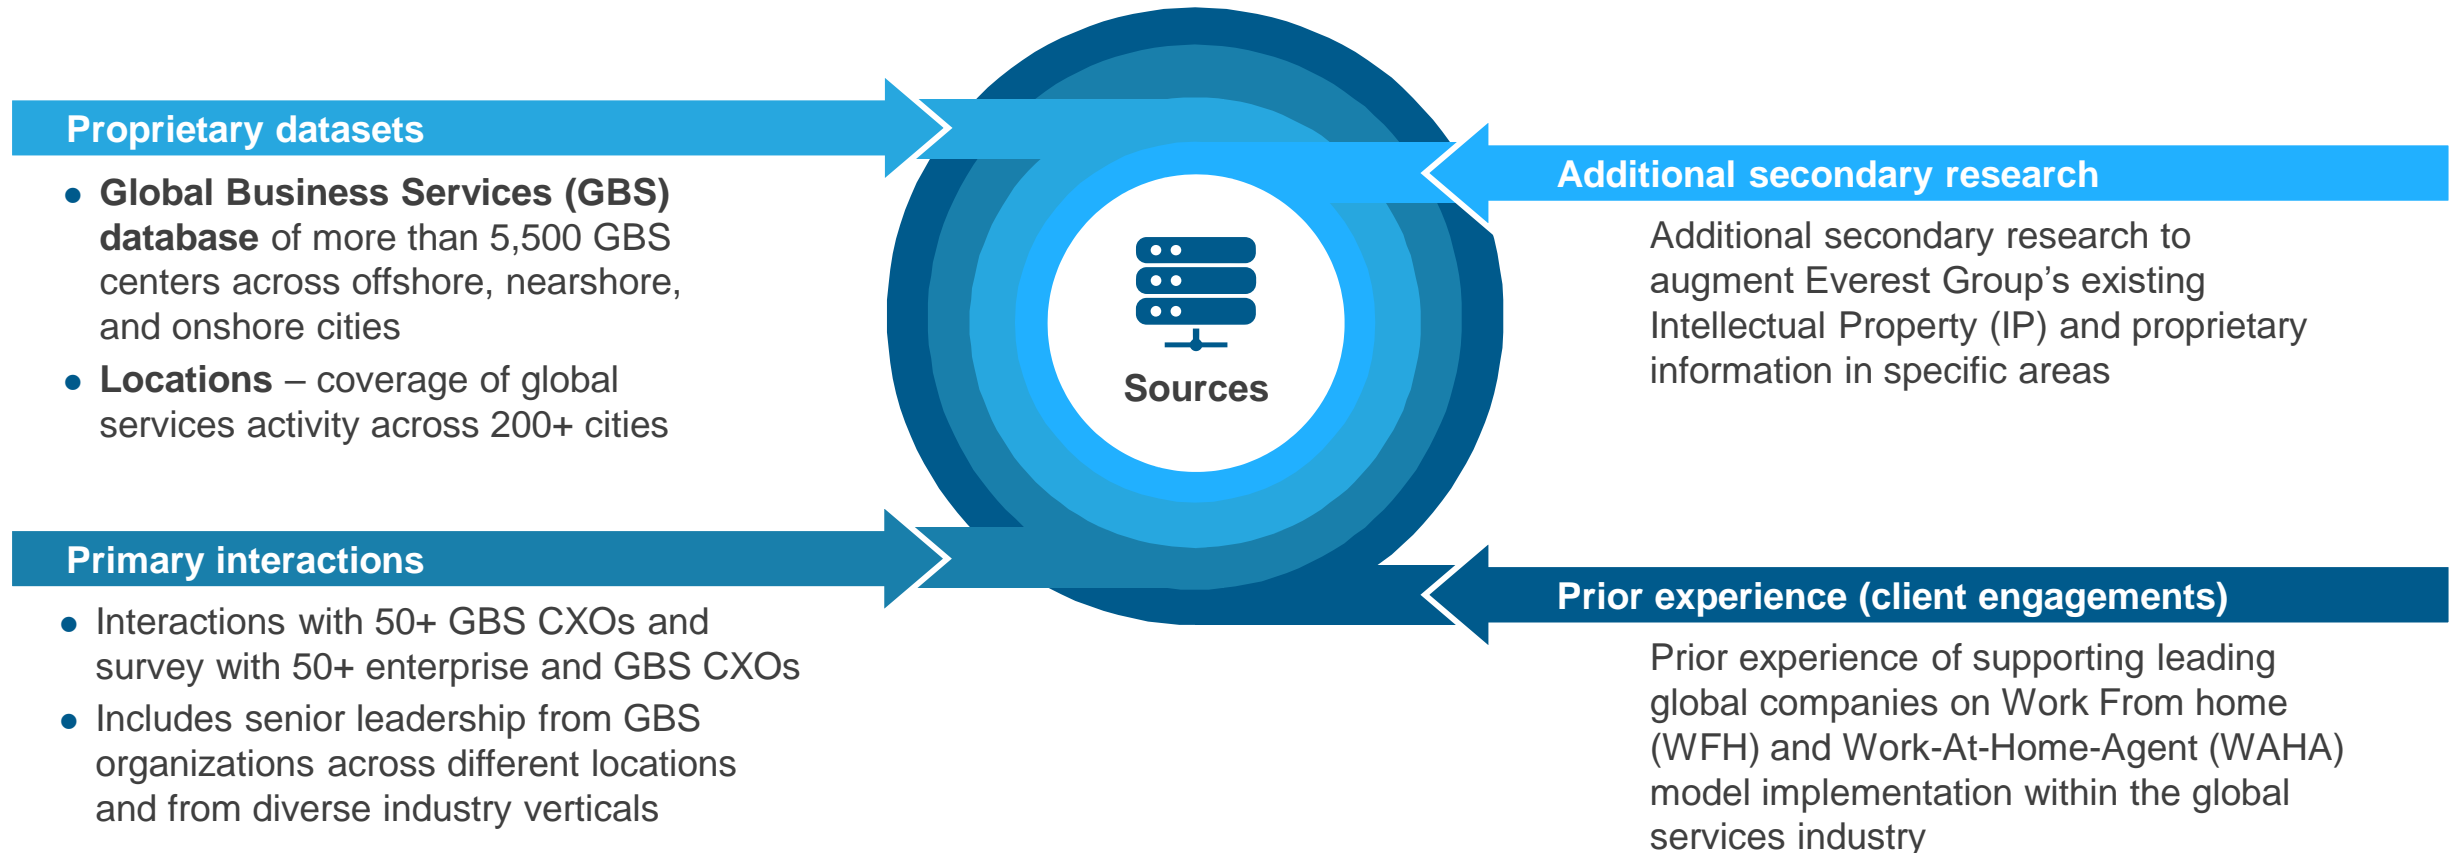 Proprietary datasets
● Global Business Services (GBS)
database of more than 5,500 GBS
centers across offshore, nearshore,
and onshore cities
● Locations – coverage of global
services activity across 200+ cities
Primary interactions
● Interactions with 50+ GBS CXOs and
survey with 50+ enterprise and GBS CXOs
● Includes senior leadership from GBS
organizations across different locations
and from diverse industry verticals
Sources
Additional secondary research
Additional secondary research to
augment Everest Group’s existing
Intellectual Property (IP) and proprietary
information in specific areas
Prior experience (client engagements)
Prior experience of supporting leading
global companies on Work From home
(WFH) and Work-At-Home-Agent (WAHA)
model implementation within the global
services industry